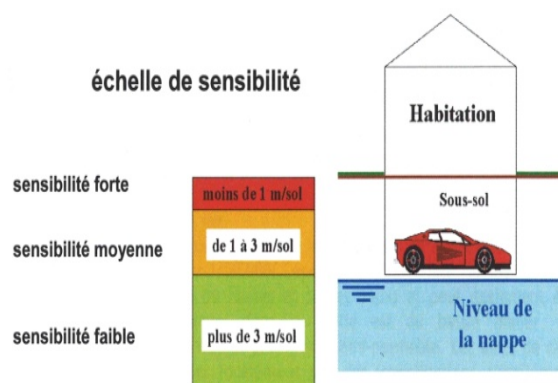 échelle de sensibilité
Habitation
sensibilité forte
moins de 1 m/sol
Sous-sol
sensibilité moyenne
de 1 à 3 m/sol
Niveau de
la nappe
sensibilité faible
plus de 3 m/sol